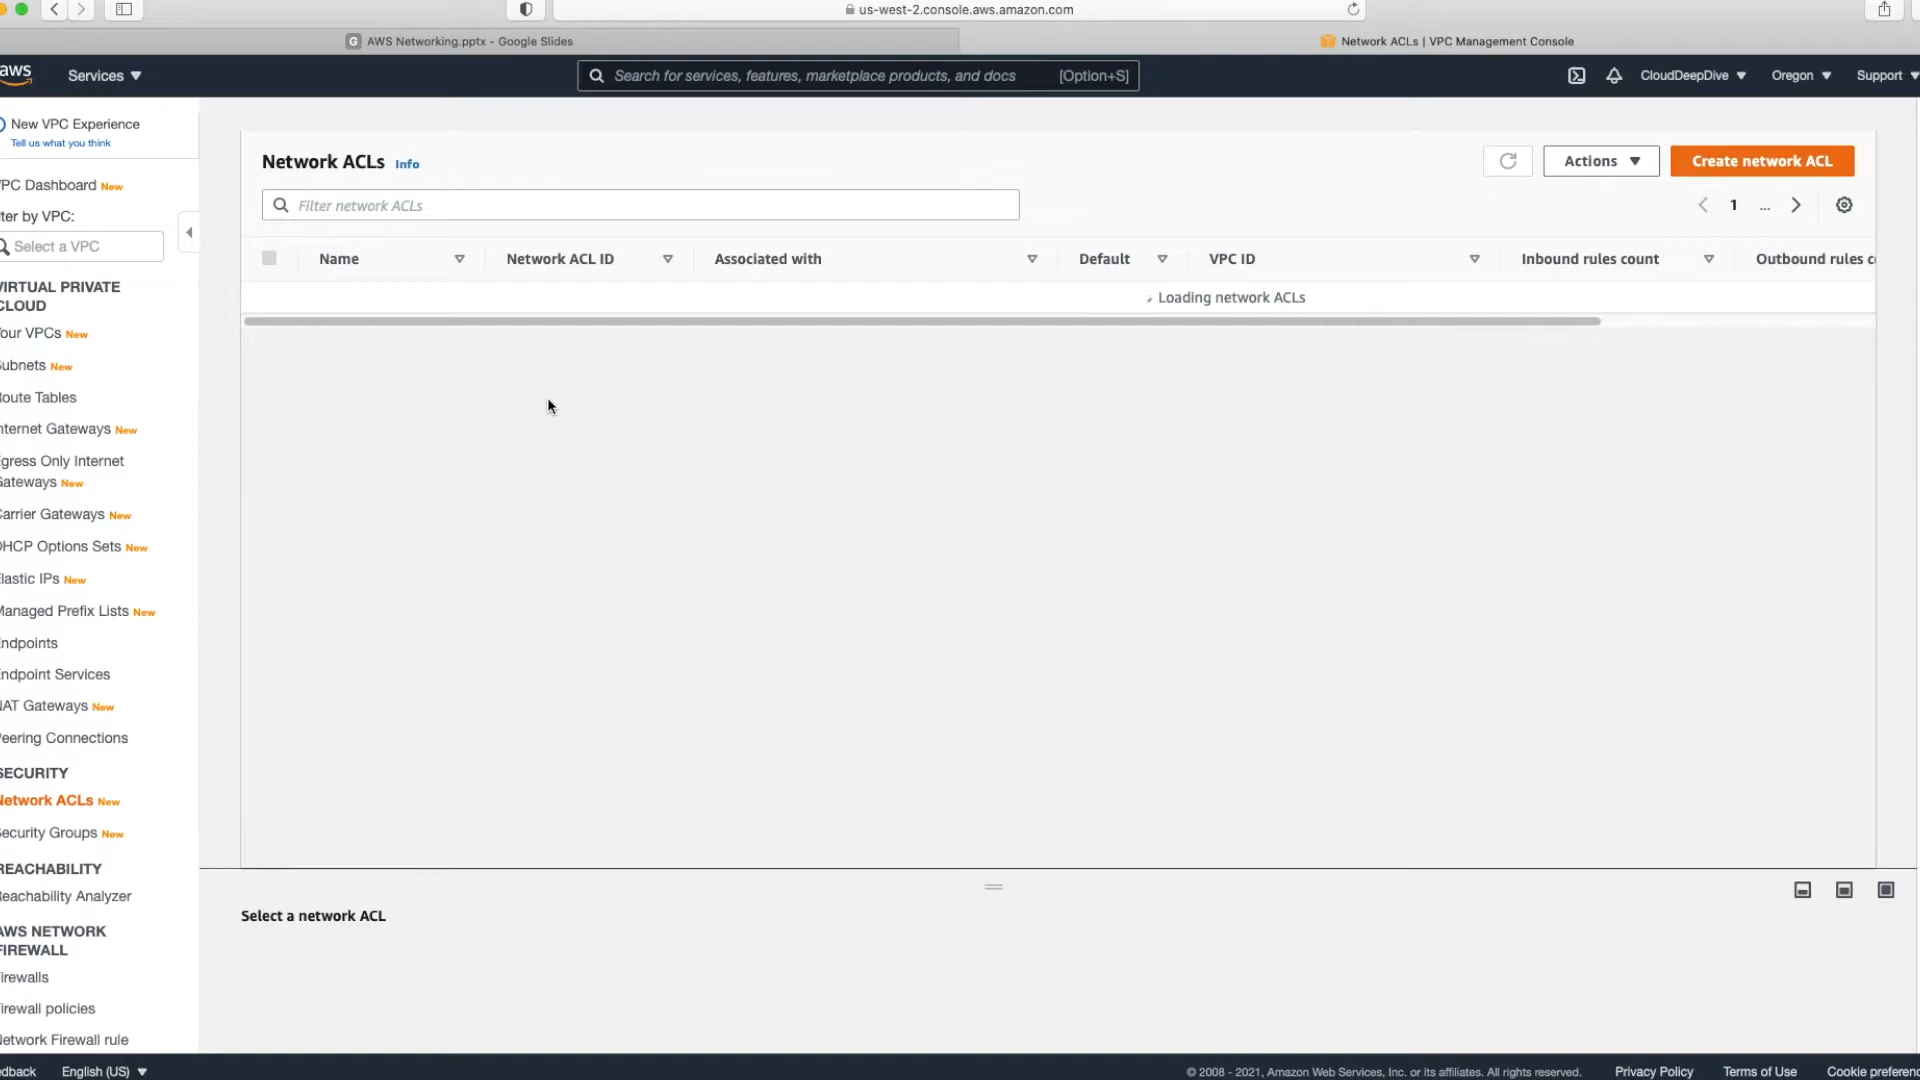 us-west-2.console.aws.amazon.com
G AWS Networking.pptx - Google Slides
Network ACLs | VPC Management Console
aws
Services
Search for services, features, marketplace products, and docs [Option+S]
CloudDeepDive
Oregon
Support
New VPC Experience
Tell us what you think
PC Dashboard New
ter by VPC:
Select a VPC
VIRTUAL PRIVATE
CLOUD
our VPCs New
ubnets New
oute Tables
nternet Gateways New
gress Only Internet
Gateways New
Carrier Gateways New
DHCP Options Sets New
lastic IPs New
Managed Prefix Lists New
ndpoints
ndpoint Services
NAT Gateways New
eering Connections
SECURITY
Network ACLs New
ecurity Groups New
REACHABILITY
eachability Analyzer
AWS NETWORK
FIREWALL
irewalls
irewall policies
Network Firewall rule
Network ACLs Info
Actions
Create network ACL
Filter network ACLs
1 ...
Name
Network ACL ID
Associated with
Default
VPC ID
Inbound rules count
Outbound rules c
Loading network ACLs
Select a network ACL
edback
English (US)
© 2008 - 2021, Amazon Web Services, Inc. or its affiliates. All rights reserved.
Privacy Policy
Terms of Use
Cookie preferenc